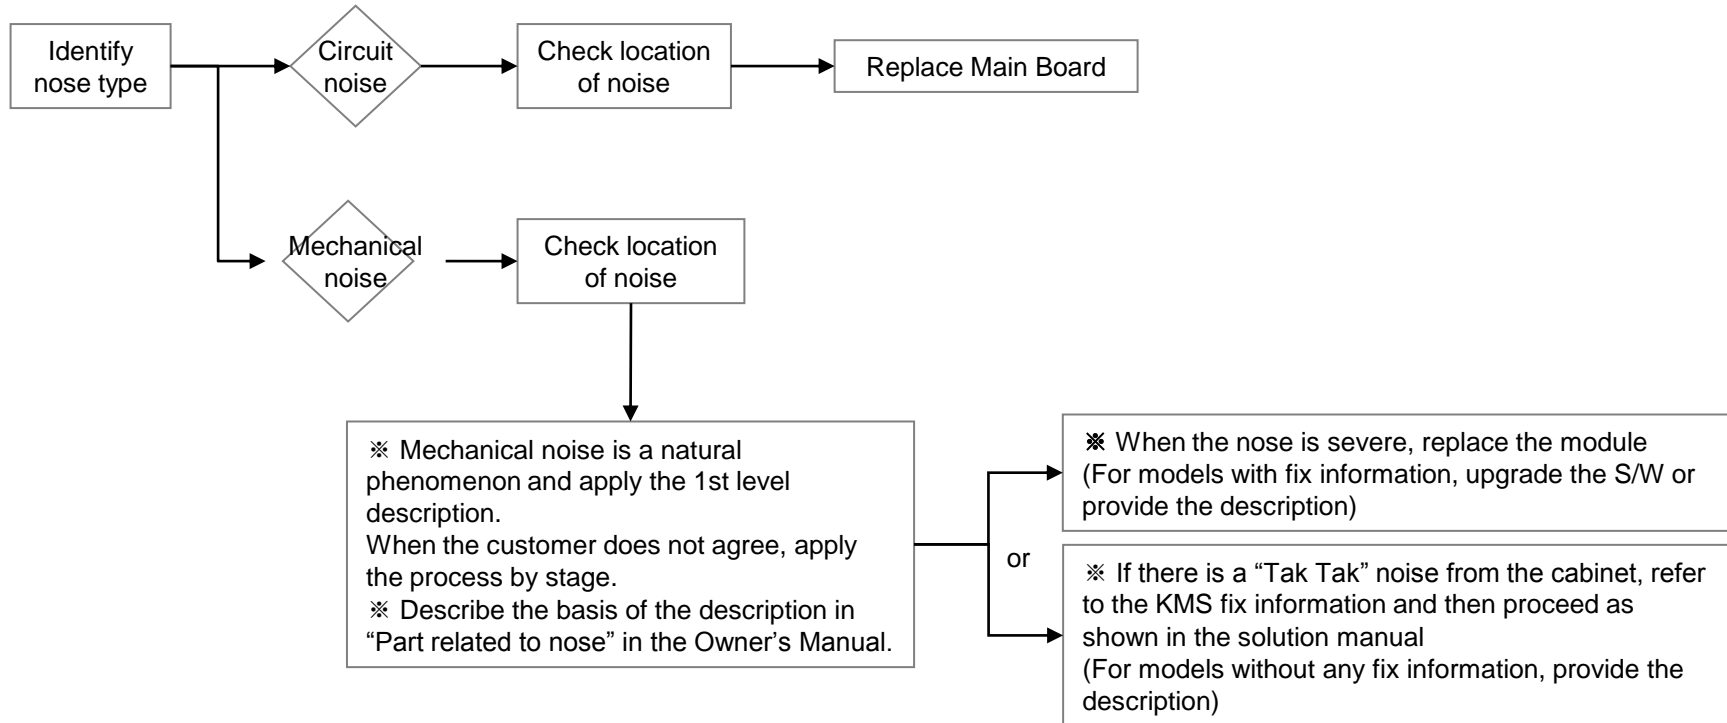 Identify
nose type
Circuit
noise
Check location
of noise
Replace Main Board
Mechanical
noise
Check location
of noise
※ Mechanical noise is a natural
phenomenon and apply the 1st level
description.
When the customer does not agree, apply
the process by stage.
※ Describe the basis of the description in
“Part related to nose” in the Owner’s Manual.
or
※ When the nose is severe, replace the module
(For models with fix information, upgrade the S/W or
provide the description)
※ If there is a “Tak Tak” noise from the cabinet, refer
to the KMS fix information and then proceed as
shown in the solution manual
(For models without any fix information, provide the
description)